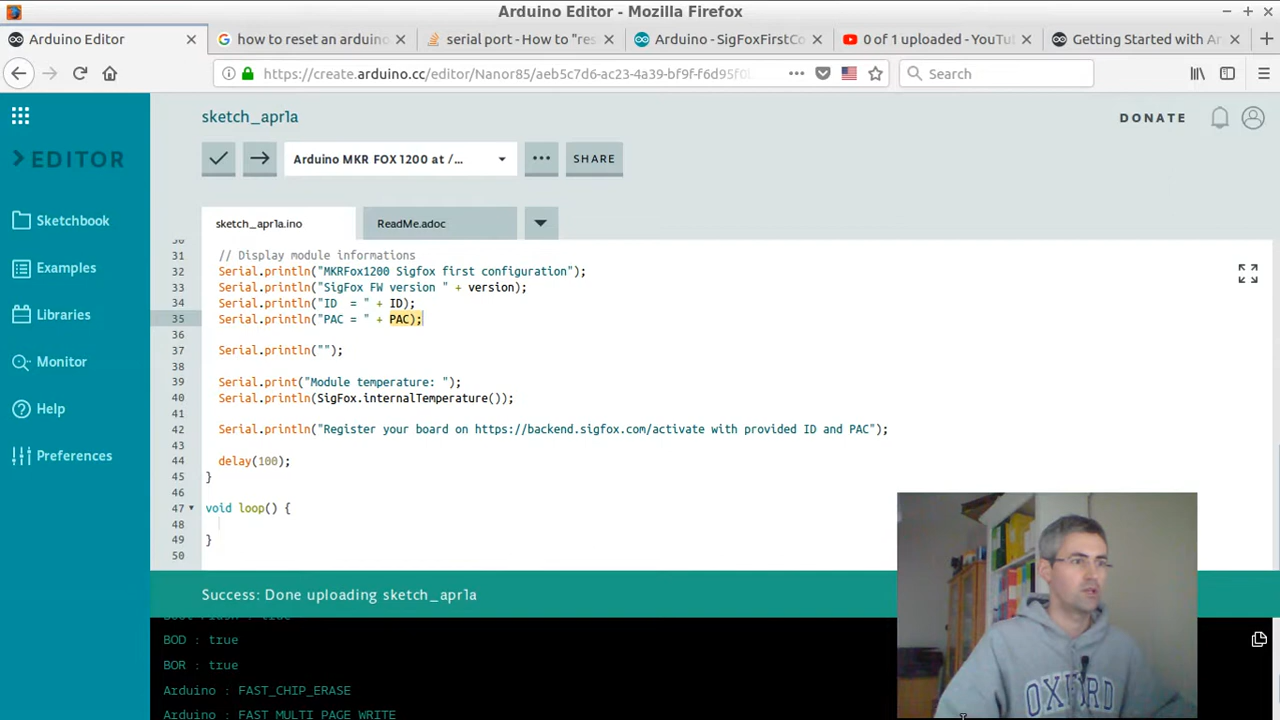 Arduino Editor - Mozilla Firefox
Arduino Editor
how to reset an arduino
serial port - How to "res
Arduino - SigFoxFirstCo
0 of 1 uploaded - YouTu
Getting Started with Ar
https://create.arduino.cc/editor/Nanor85/aeb5c7d6-ac23-4a39-bf9f-f6d95f0
Search
sketch_apr1a
DONATE
EDITOR
Arduino MKR FOX 1200 at /...
SHARE
Sketchbook
sketch_apr1a.ino
ReadMe.adoc
Examples
Libraries
Monitor
Help
Preferences
30
31 // Display module informations
32 Serial.println("MKRFox1200 Sigfox first configuration");
33 Serial.println("SigFox FW version " + version);
34 Serial.println("ID  = " + ID);
35 Serial.println("PAC = " + PAC);
36
37 Serial.println("");
38
39 Serial.print("Module temperature: ");
40 Serial.println(SigFox.internalTemperature());
41
42 Serial.println("Register your board on https://backend.sigfox.com/activate with provided ID and PAC");
43
44 delay(100);
45 }
46
47 void loop() {
48
49 }
50
Success: Done uploading sketch_apr1a
BOD : true
BOR : true
Arduino : FAST_CHIP_ERASE
Arduino : FAST_MULTI_PAGE_WRITE
OXFORD